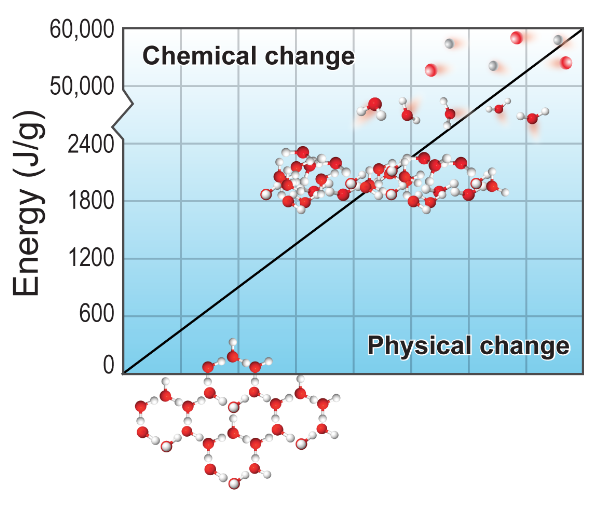 60,000
Chemical change
50,000
2400
1800
1200
600
0
Energy (J/g)
Physical change